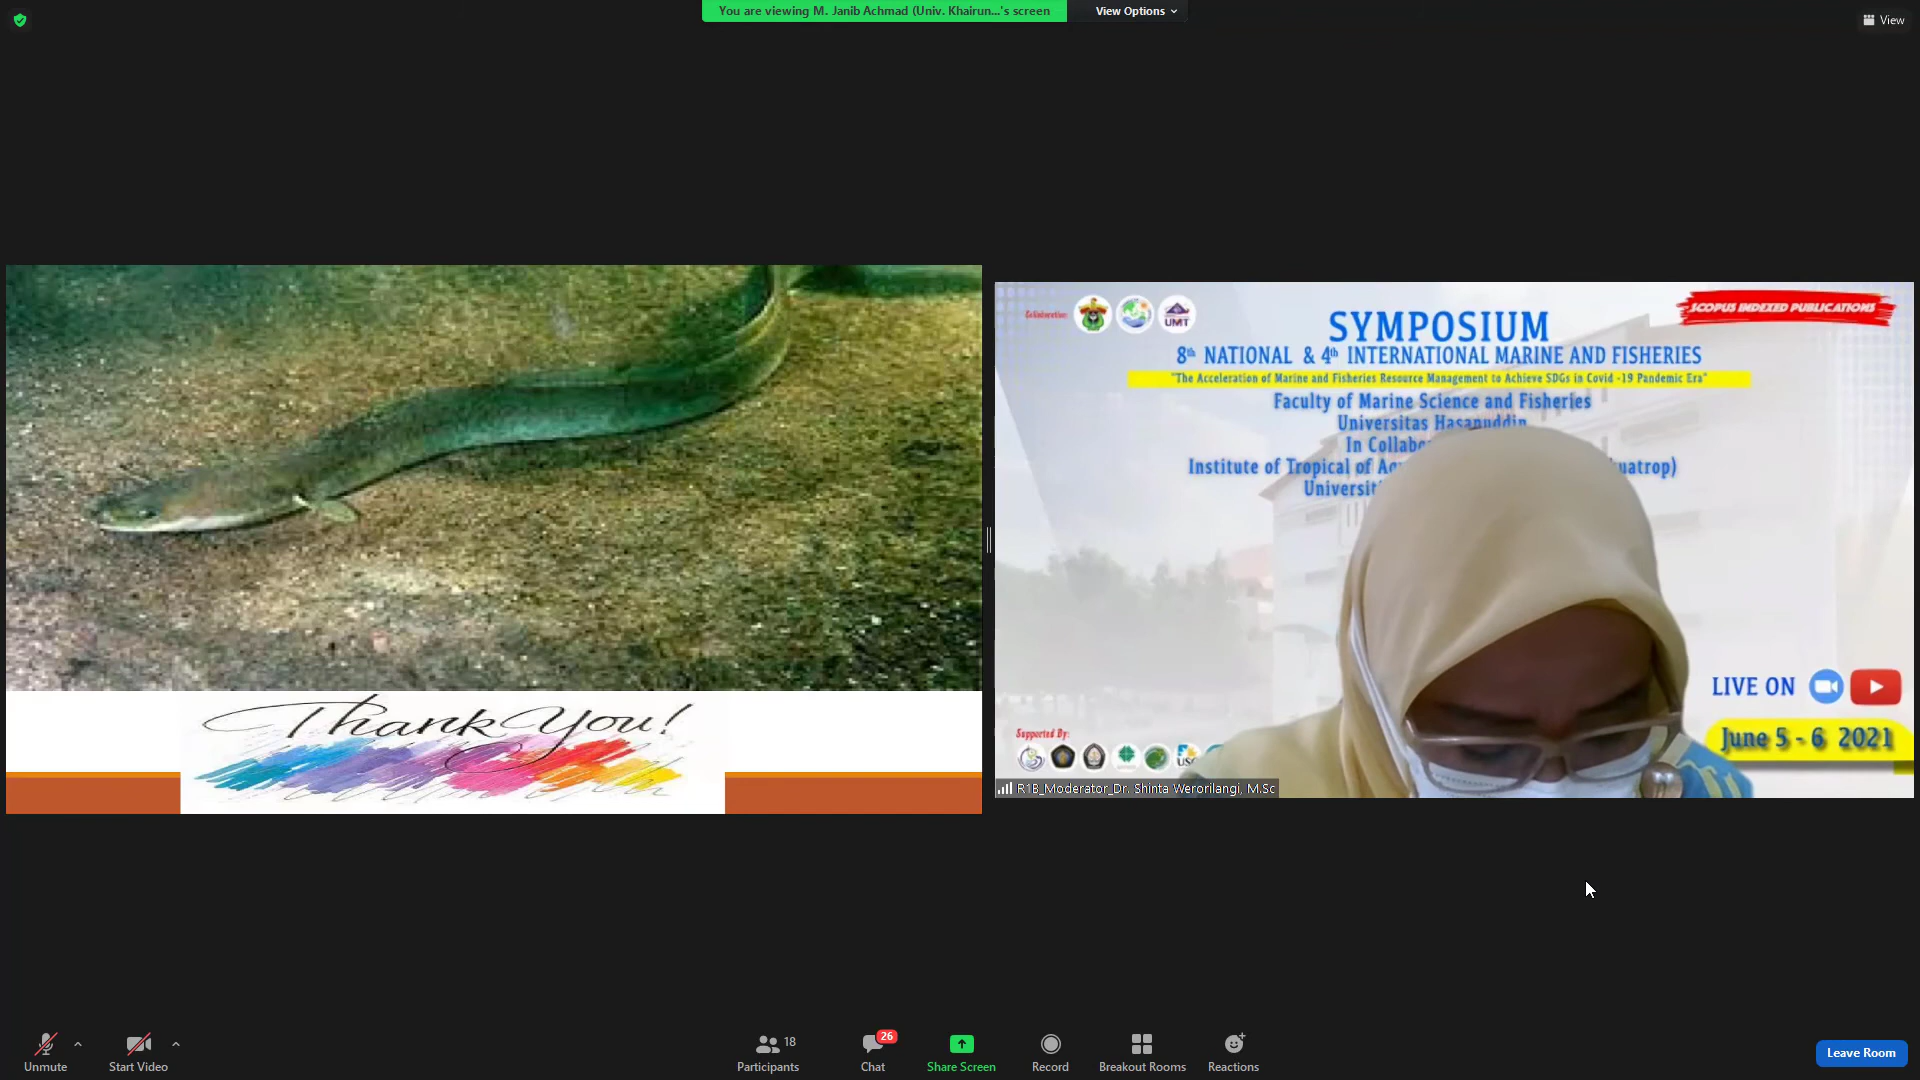 You are viewing M. Janib Achmad (Univ. Khairun...'s screen
View Options
View
Thank You!
Collaboration:
UMT
SCOPUS INDEXED PUBLICATIONS
SYMPOSIUM
8th NATIONAL & 4th INTERNATIONAL MARINE AND FISHERIES
"The Acceleration of Marine and Fisheries Resource Management to Achieve SDGs in Covid -19 Pandemic Era"
Faculty of Marine Science and Fisheries
Universitas Hasanuddin
In Collabo
Institute of Tropical of Aq uatrop)
Universiti
LIVE ON
June 5 - 6 2021
Supported By:
R1B_Moderator_Dr. Shinta Werorilangi, M.Sc
Unmute
Start Video
18
Participants
26
Chat
Share Screen
Record
Breakout Rooms
Reactions
Leave Room